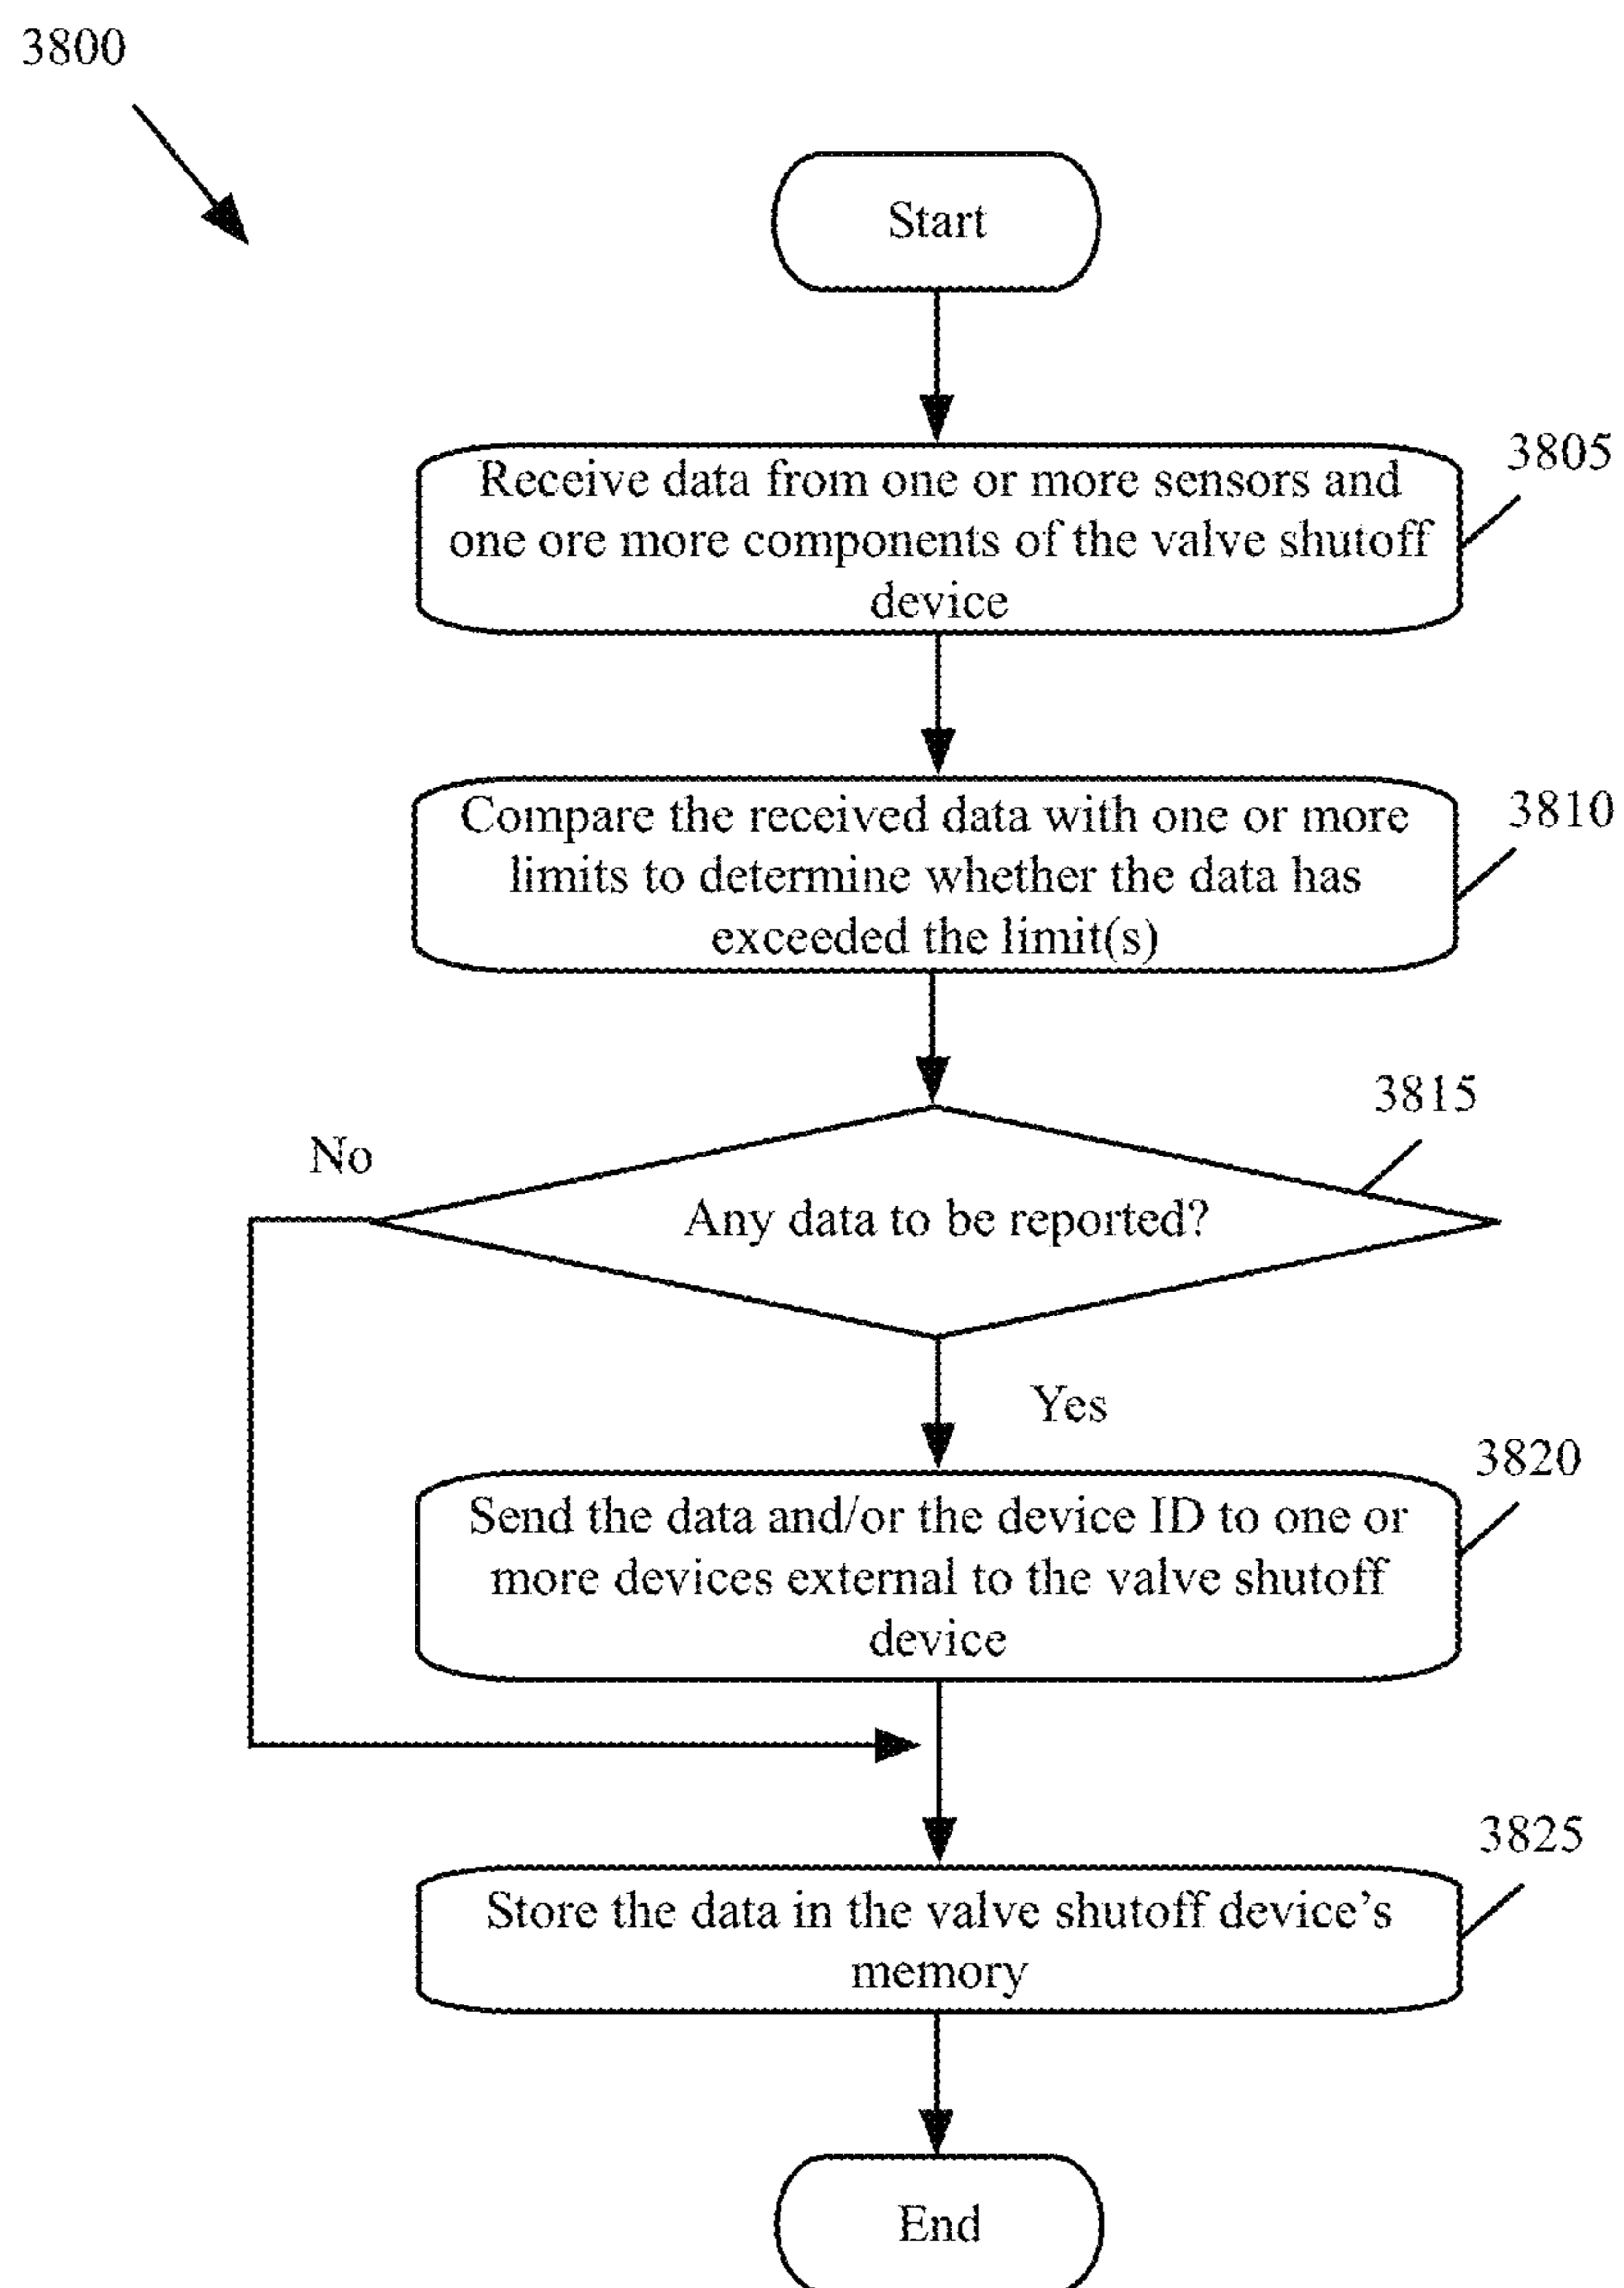 3800
Start
Receive data from one or more sensors and
one ore more components of the valve shutoff
device
3805
Compare the received data with one or more
limits to determine whether the data has
exceeded the limit(s)
3810
3815
No
Any data to be reported?
Yes
3820
Send the data and/or the device ID to one or
more devices external to the valve shutoff
device
3825
Store the data in the valve shutoff device's
memory
End